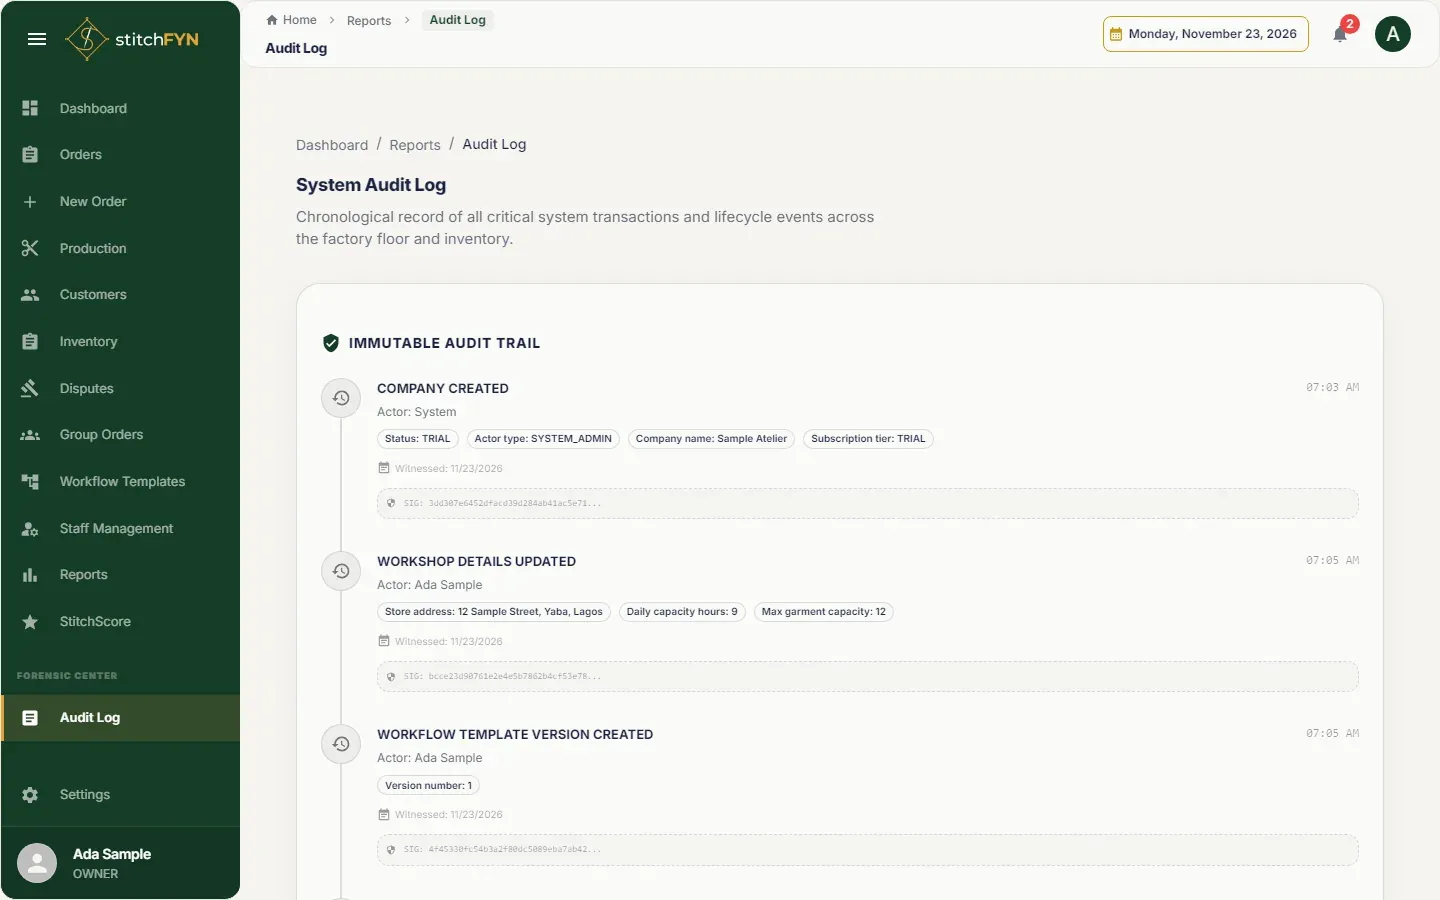 stitchFYN
Dashboard
Orders
New Order
Production
Customers
Inventory
Disputes
Group Orders
Workflow Templates
Staff Management
Reports
StitchScore
FORENSIC CENTER
Audit Log
Settings
Ada Sample
OWNER
Home > Reports > Audit Log
Audit Log
Monday, November 23, 2026
2
A
Dashboard / Reports / Audit Log
System Audit Log
Chronological record of all critical system transactions and lifecycle events across
the factory floor and inventory.
IMMUTABLE AUDIT TRAIL
COMPANY CREATED 07:03 AM
Actor: System
Status: TRIAL Actor type: SYSTEM_ADMIN Company name: Sample Atelier Subscription tier: TRIAL
Witnessed: 11/23/2026
SIG: 3dd307e6452dfacd39d284ab41ac5e71...
WORKSHOP DETAILS UPDATED 07:05 AM
Actor: Ada Sample
Store address: 12 Sample Street, Yaba, Lagos Daily capacity hours: 9 Max garment capacity: 12
Witnessed: 11/23/2026
SIG: bcce23d90761e2e4e5b7862b4cf53e78...
WORKFLOW TEMPLATE VERSION CREATED 07:05 AM
Actor: Ada Sample
Version number: 1
Witnessed: 11/23/2026
SIG: 4f45330fc54b3a2f80dc5089eba7ab42...